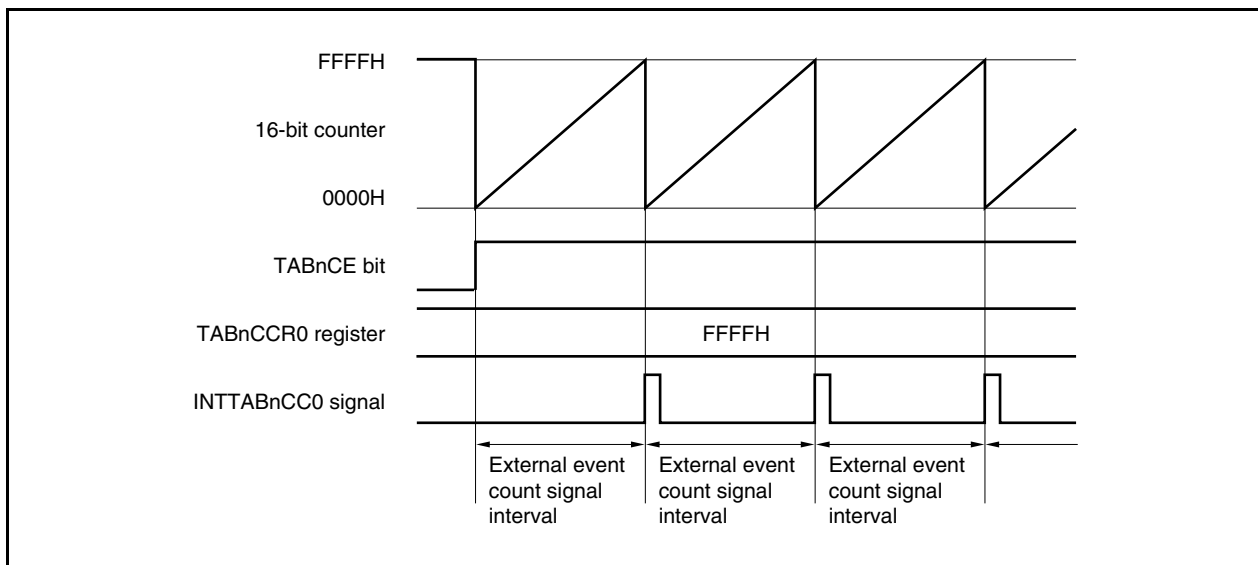 FFFFH
16-bit counter
0000H
TABnCE bit
TABnCCR0 register
FFFFH
INTTABnCC0 signal
External event
count signal
interval
External event
count signal
interval
External event
count signal
interval